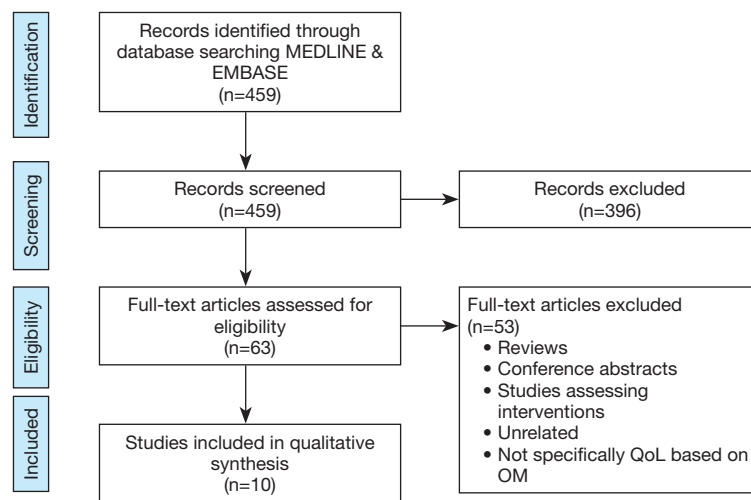 Identification
Records identified through
database searching MEDLINE &
EMBASE
(n=459)
Screening
Records screened
(n=459)
Records excluded
(n=396)
Eligibility
Full-text articles assessed for
eligibility
(n=63)
Full-text articles excluded
(n=53)
• Reviews
• Conference abstracts
• Studies assessing
interventions
• Unrelated
• Not specifically QoL based on
OM
Included
Studies included in qualitative
synthesis
(n=10)